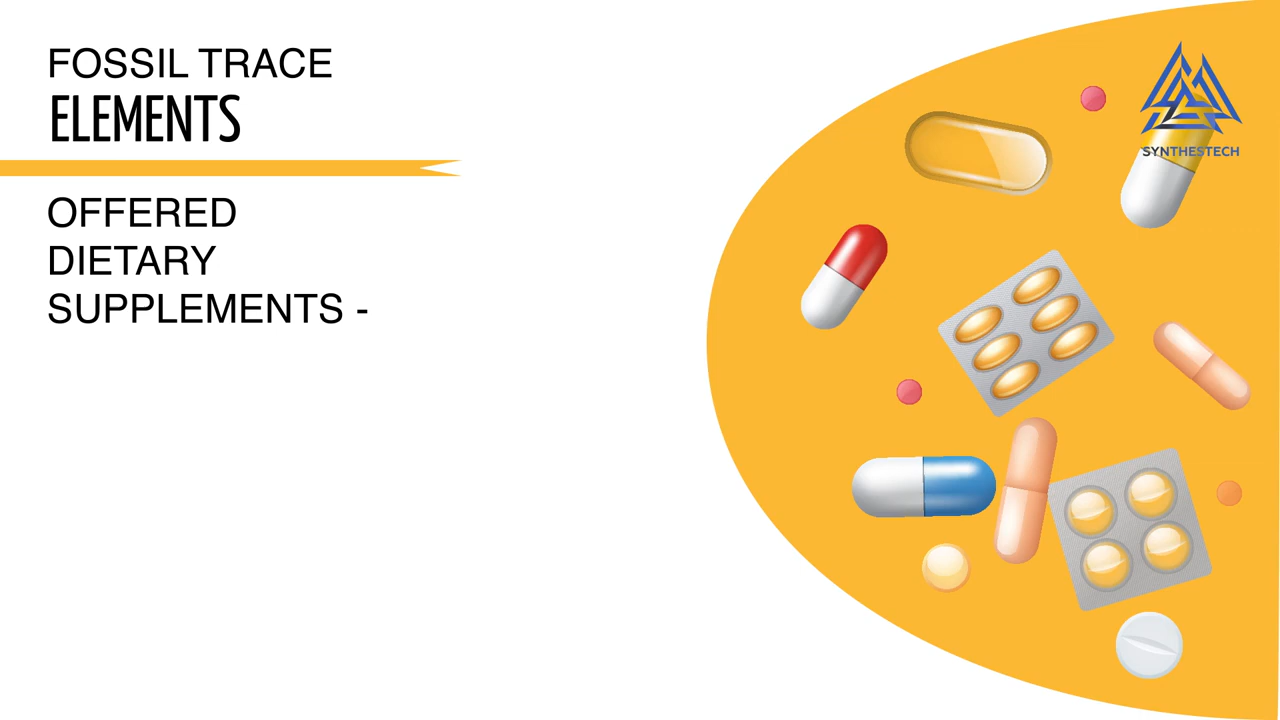 FOSSIL TRACE
ELEMENTS
OFFERED
DIETARY
SUPPLEMENTS -
SYNTHESTECH